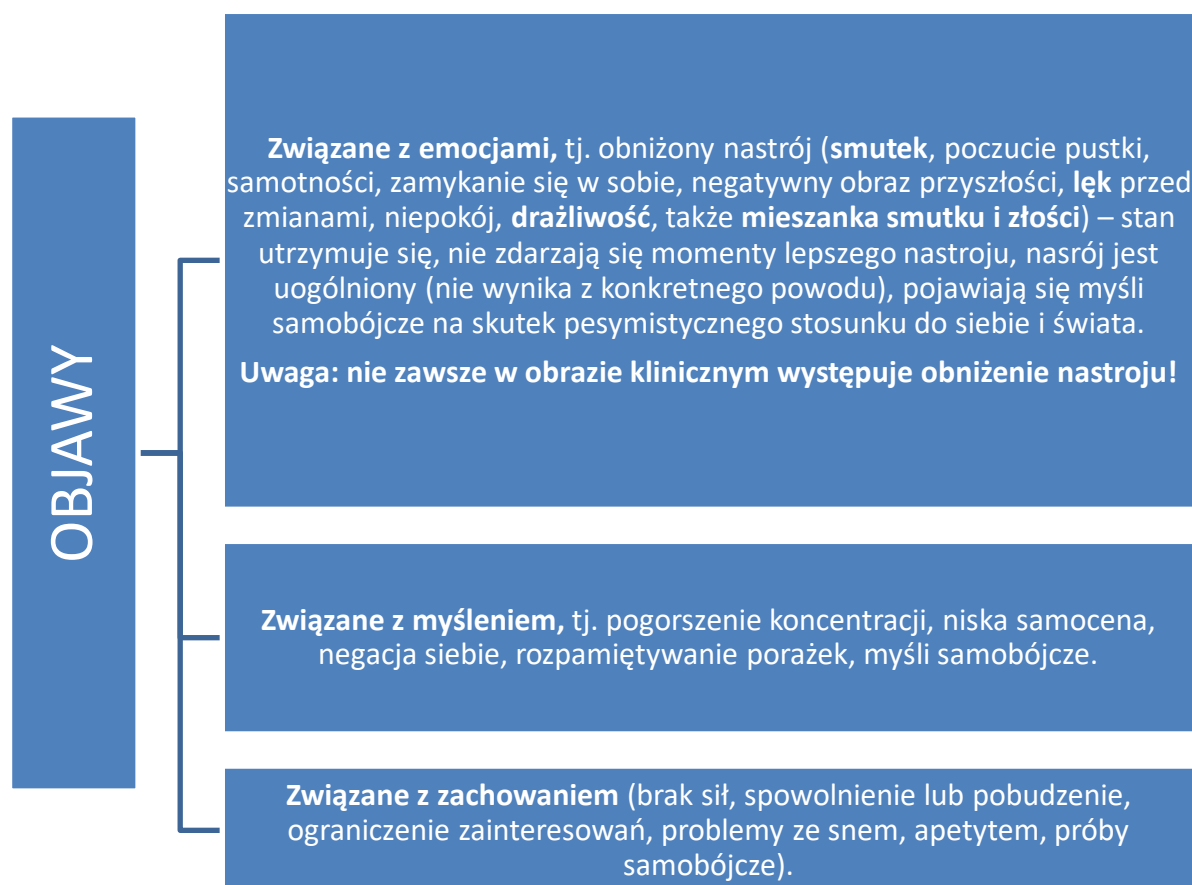 OBJAWY
Związane z emocjami, tj. obniżony nastrój (smutek, poczucie pustki,
samotności, zamykanie się w sobie, negatywny obraz przyszłości, lęk przed
zmianami, niepokój, drażliwość, także mieszanka smutku i złości) – stan
utrzymuje się, nie zdarzają się momenty lepszego nastroju, nasrój jest
uogólniony (nie wynika z konkretnego powodu), pojawiają się myśli
samobójcze na skutek pesymistycznego stosunku do siebie i świata.
Uwaga: nie zawsze w obrazie klinicznym występuje obniżenie nastroju!
Związane z myśleniem, tj. pogorszenie koncentracji, niska samocena,
negacja siebie, rozpamiętywanie porażek, myśli samobójcze.
Związane z zachowaniem (brak sił, spowolnienie lub pobudzenie,
ograniczenie zainteresowań, problemy ze snem, apetytem, próby
samobójcze).